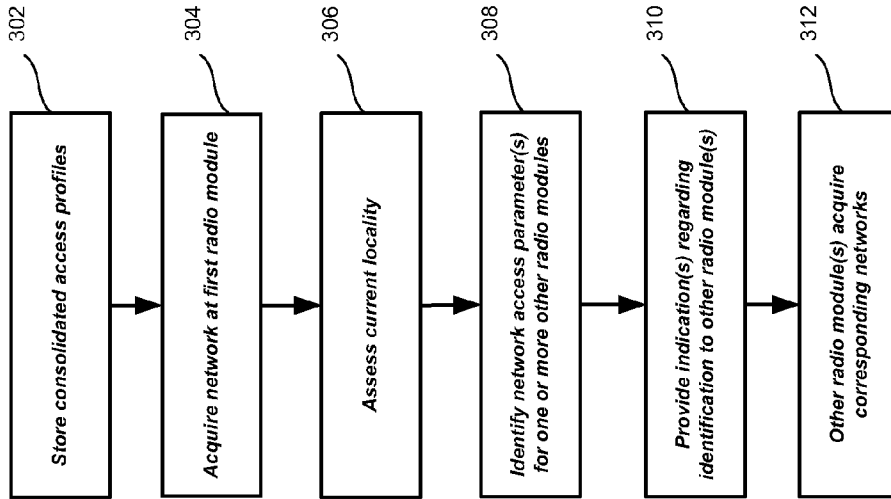 302
Store consolidated access profiles
304
Acquire network at first radio module
306
Assess current locality
308
Identify network access parameter(s)
for one or more other radio modules
310
Provide indication(s) regarding
identification to other radio module(s)
312
Other radio module(s) acquire
corresponding networks